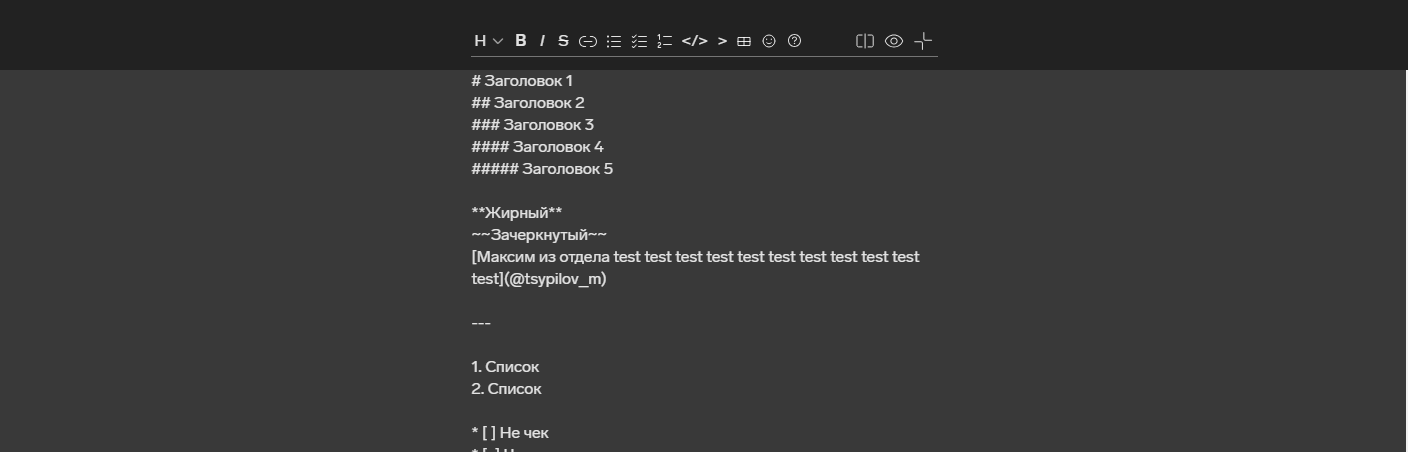 H B I S </> >
# Заголовок 1
## Заголовок 2
### Заголовок 3
#### Заголовок 4
##### Заголовок 5
**Жирный**
~~Зачеркнутый~~
[Максим из отдела test test test test test test test test test test
test](@tsypilov_m)
---
1. Список
2. Список
* [ ] Не чек